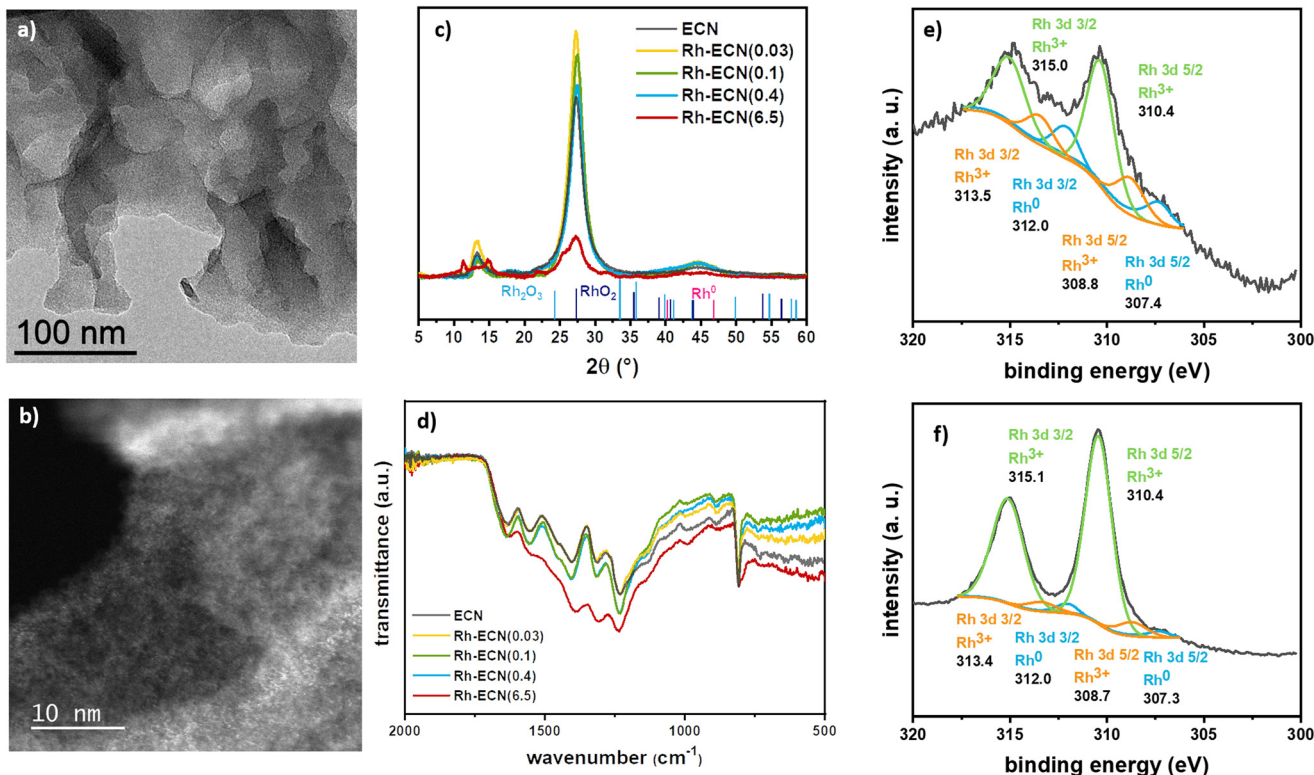 a)
100 nm
b)
10 nm
c)
ECN
Rh-ECN(0.03)
Rh-ECN(0.1)
Rh-ECN(0.4)
Rh-ECN(6.5)
Rh₂O₃
RhO₂
Rh⁰
5 10 15 20 25 30 35 40 45 50 55 60
2θ (°)
d)
transmittance (a.u.)
ECN
Rh-ECN(0.03)
Rh-ECN(0.1)
Rh-ECN(0.4)
Rh-ECN(6.5)
2000 1500 1000 500
wavenumber (cm⁻¹)
e)
intensity (a. u.)
Rh 3d 3/2
Rh³⁺
315.0
Rh 3d 5/2
Rh³⁺
310.4
Rh 3d 3/2
Rh³⁺
313.5
Rh 3d 3/2
Rh⁰
312.0
Rh 3d 5/2
Rh³⁺
308.8
Rh 3d 5/2
Rh⁰
307.4
320 315 310 305 300
binding energy (eV)
f)
intensity (a. u.)
Rh 3d 3/2
Rh³⁺
315.1
Rh 3d 5/2
Rh³⁺
310.4
Rh 3d 3/2
Rh³⁺
313.4
Rh 3d 3/2
Rh⁰
312.0
Rh 3d 5/2
Rh³⁺
308.7
Rh 3d 5/2
Rh⁰
307.3
320 315 310 305 300
binding energy (eV)